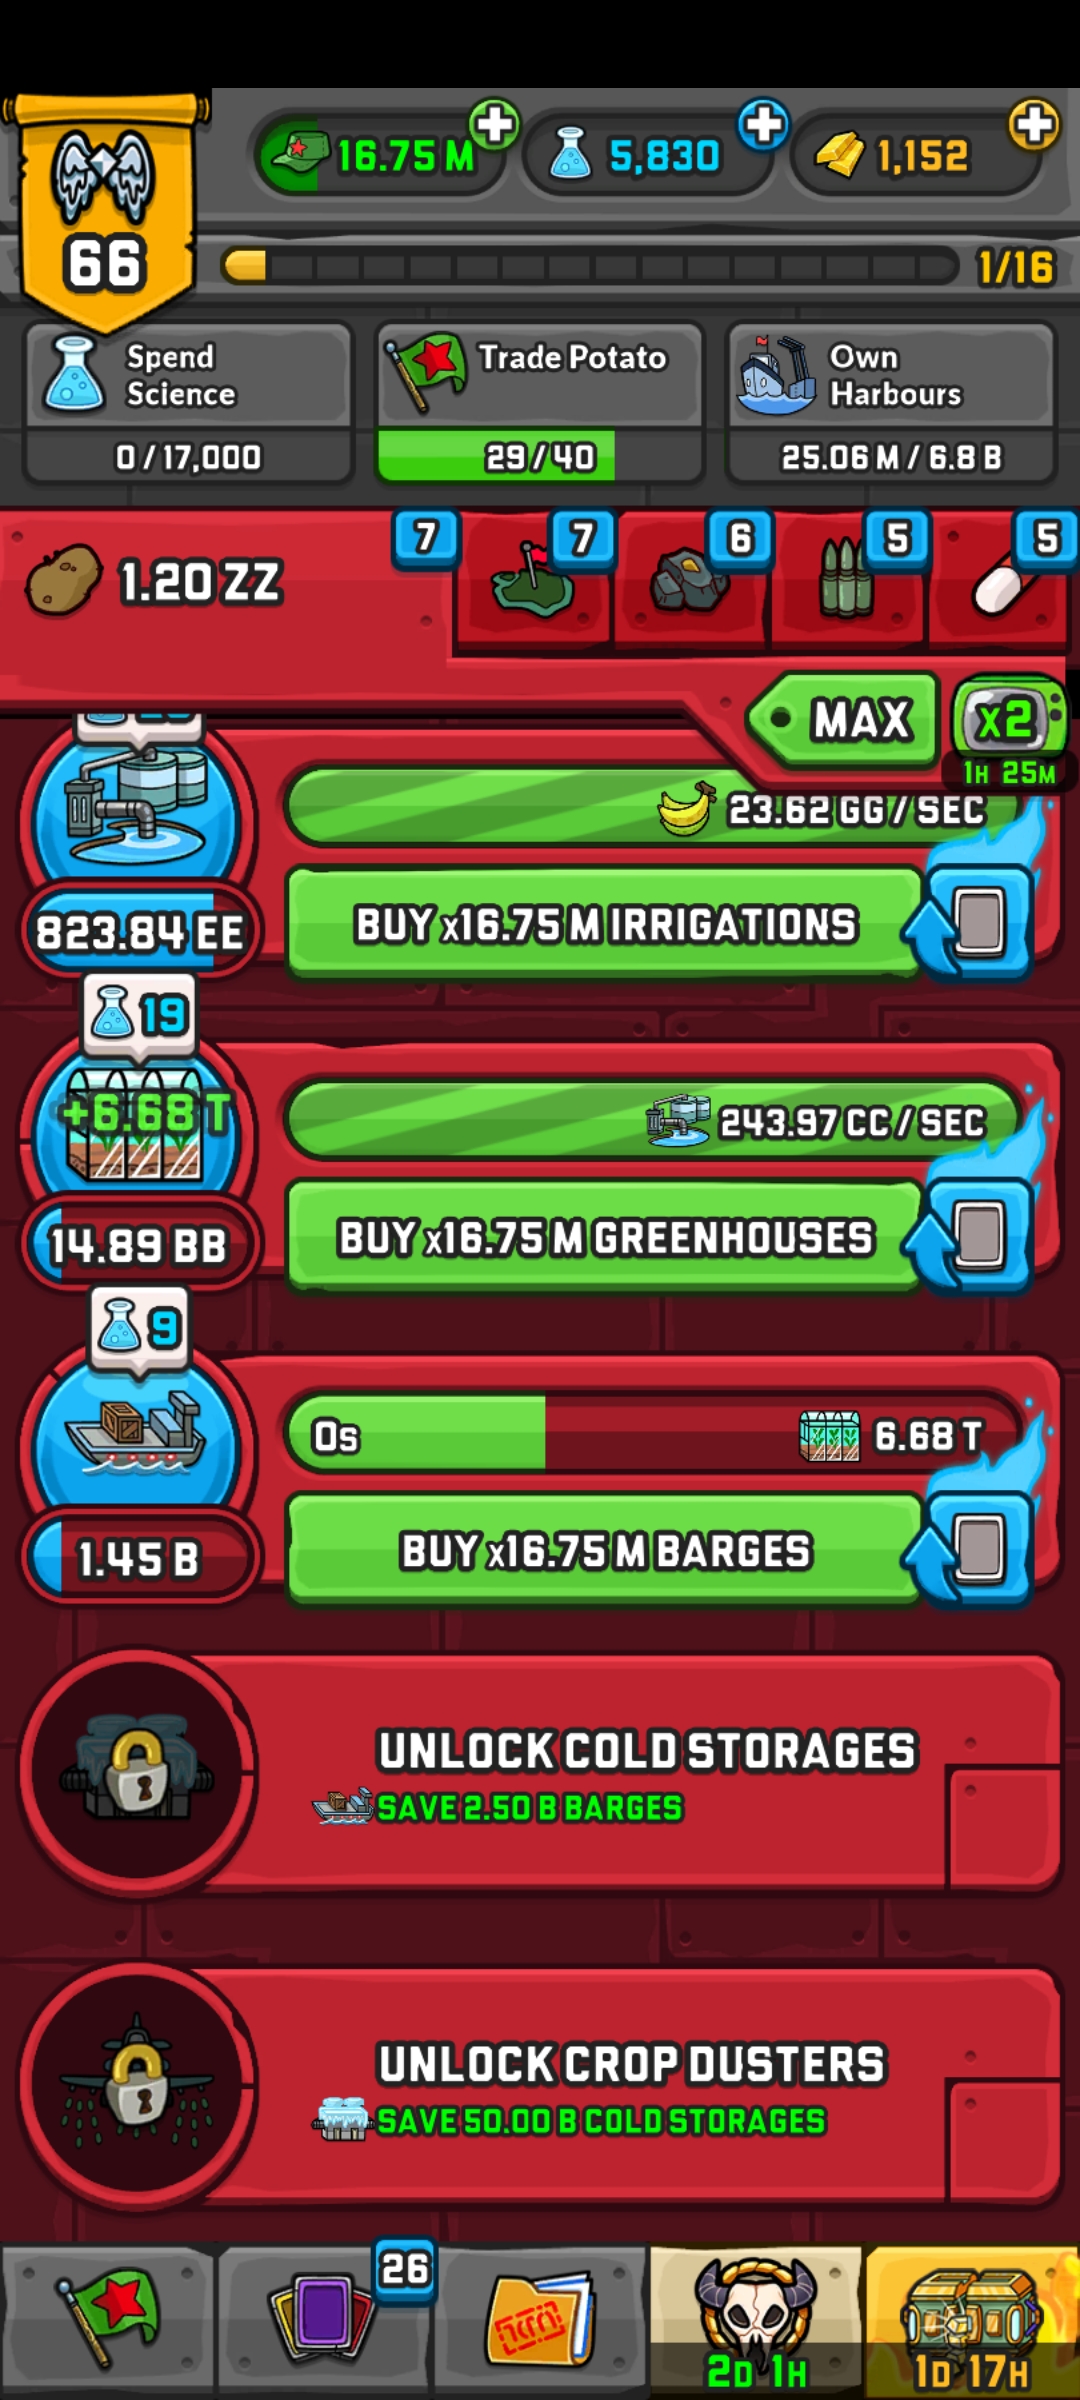 16.75 M
5,830
1,152
66
1/16
Spend
Science
0 / 17,000
Trade Potato
29 / 40
Own
Harbours
25.06 M / 6.8 B
1.20 ZZ
7
7
6
5
5
MAX
x2
1H 25M
23.62 GG / SEC
823.84 EE
BUY x16.75 M IRRIGATIONS
19
+6.68 T
243.97 CC / SEC
14.89 BB
BUY x16.75 M GREENHOUSES
9
0s
6.68 T
1.45 B
BUY x16.75 M BARGES
UNLOCK COLD STORAGES
SAVE 2.50 B BARGES
UNLOCK CROP DUSTERS
SAVE 50.00 B COLD STORAGES
26
2D 1H
1D 17H